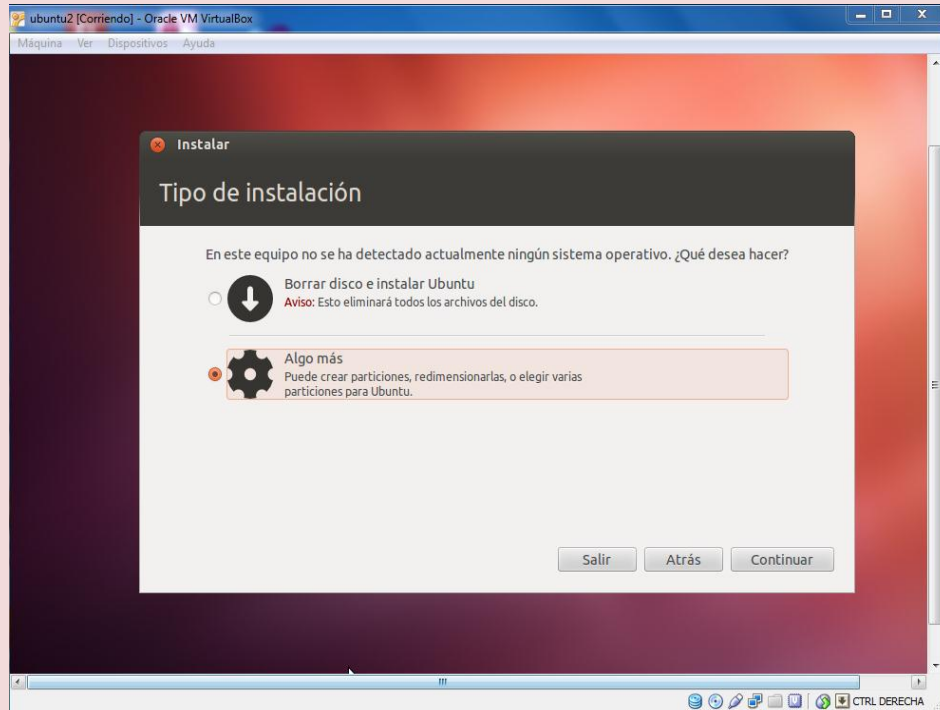 ubuntu2 [Corriendo] - Oracle VM VirtualBox
Máquina Ver Dispositivos Ayuda
Instalar
Tipo de instalación
En este equipo no se ha detectado actualmente ningún sistema operativo. ¿Qué desea hacer?
Borrar disco e instalar Ubuntu
Aviso: Esto eliminará todos los archivos del disco.
Algo más
Puede crear particiones, redimensionarlas, o elegir varias
particiones para Ubuntu.
Salir Atrás Continuar
CTRL DERECHA